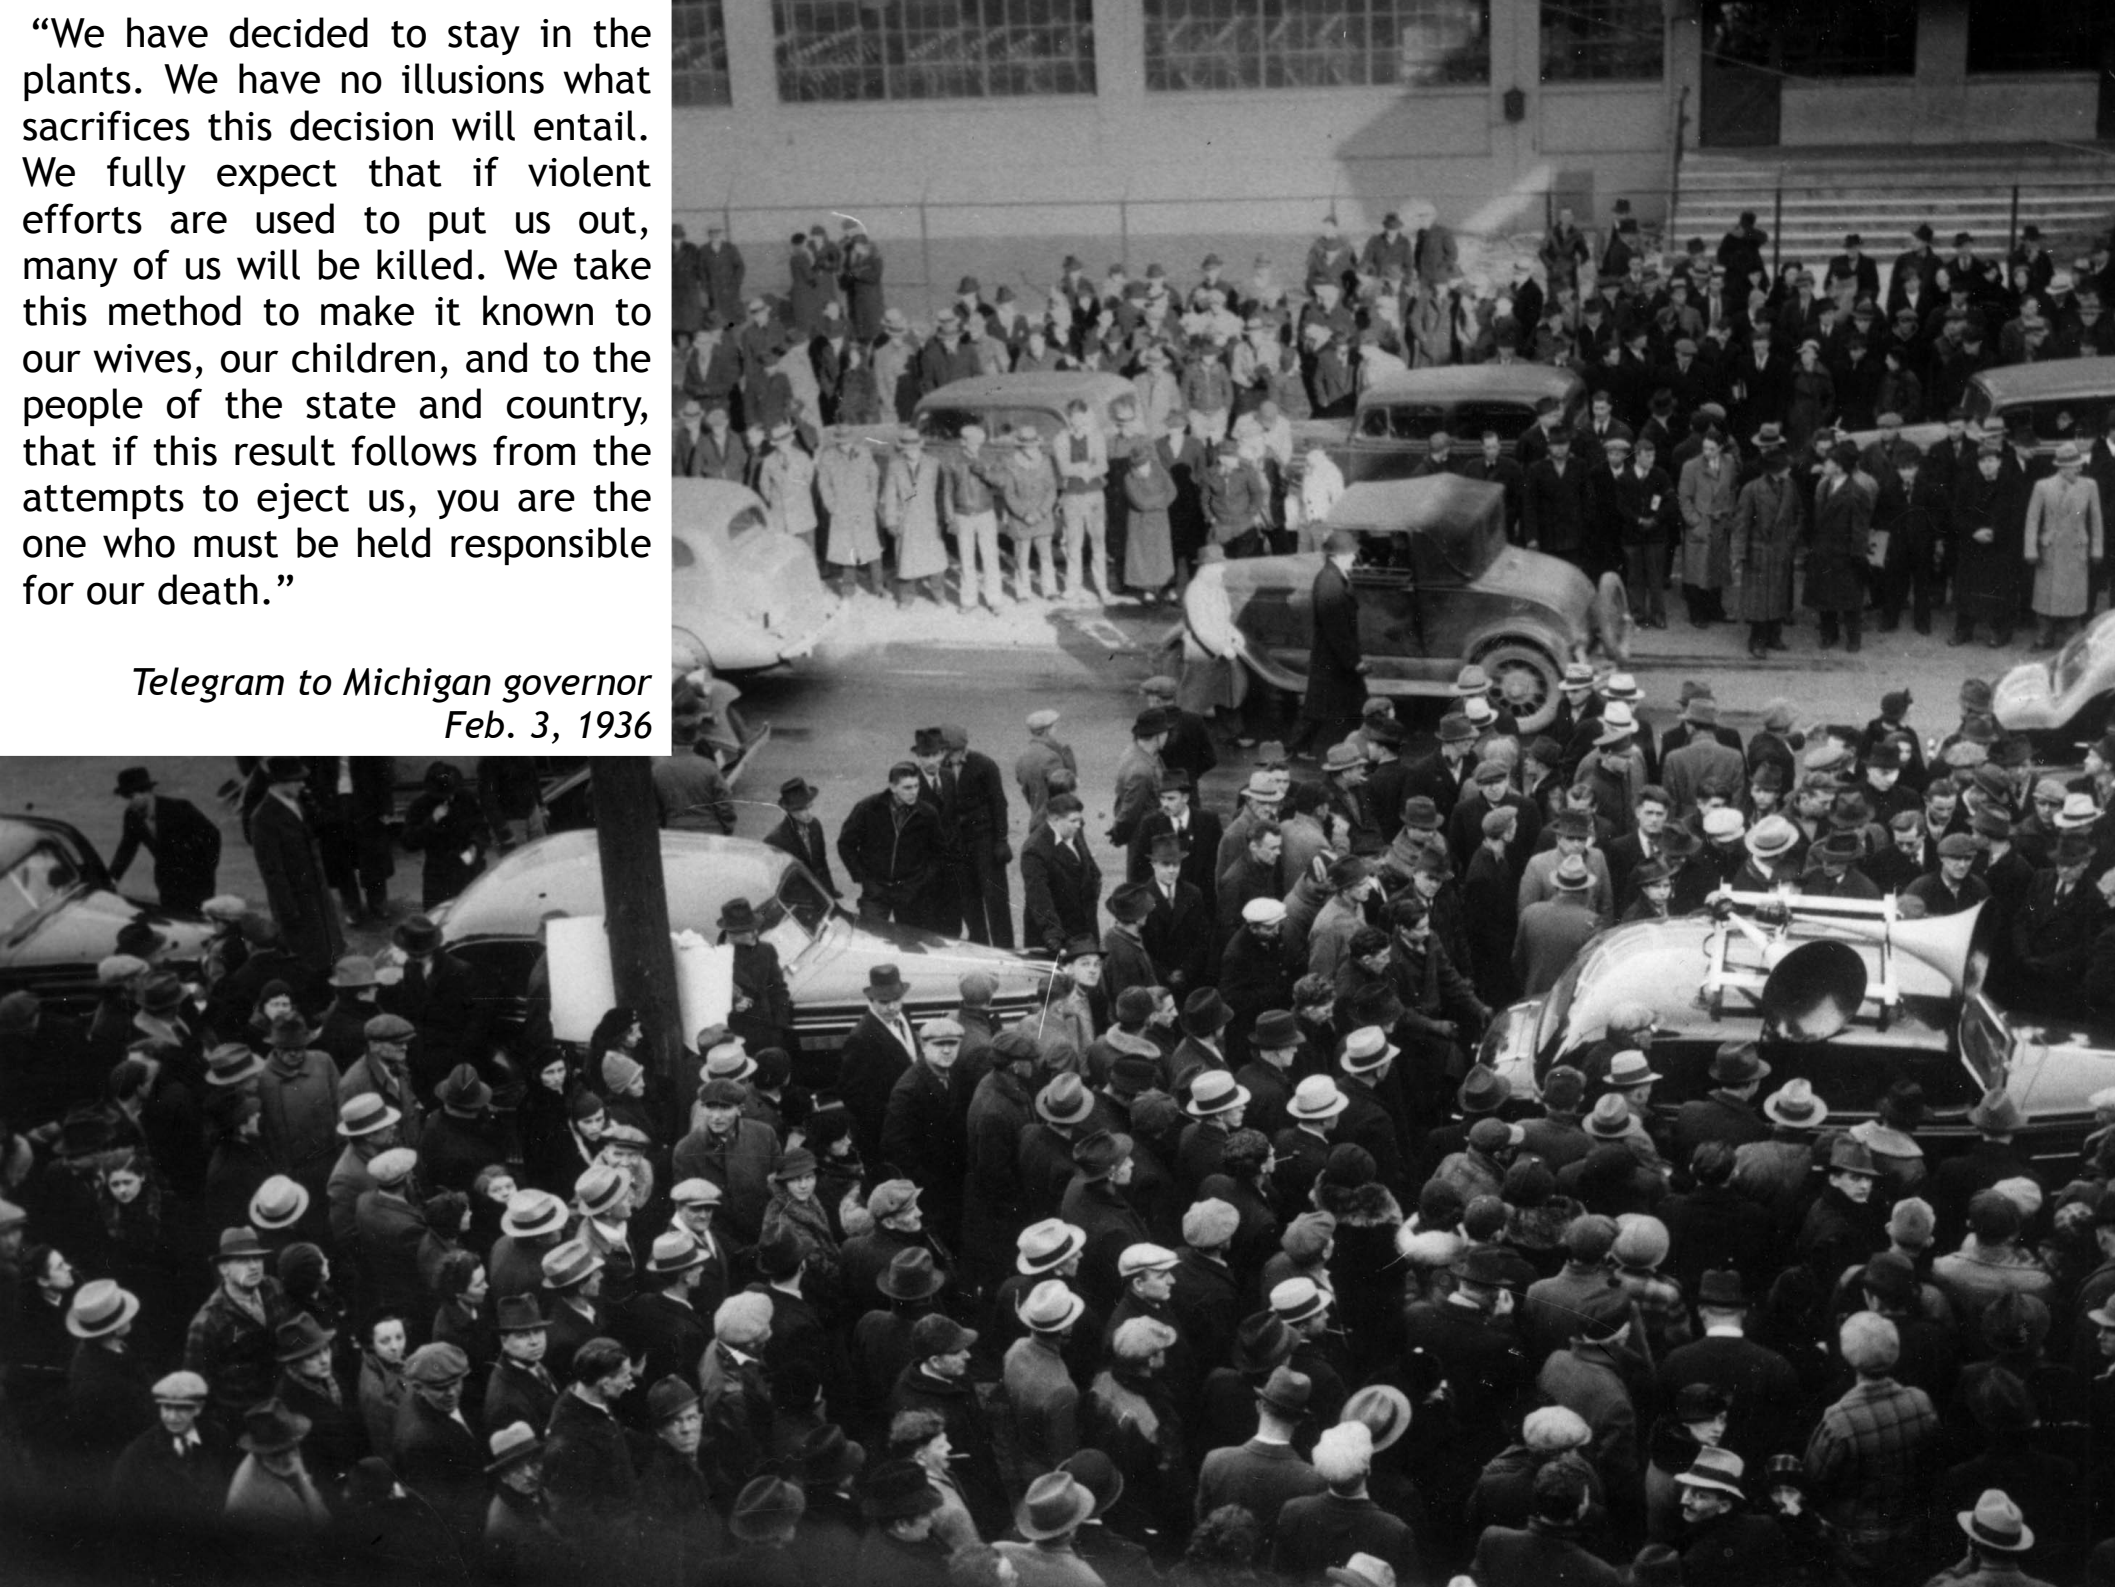 “We have decided to stay in the
plants. We have no illusions what
sacrifices this decision will entail.
We fully expect that if violent
efforts are used to put us out,
many of us will be killed. We take
this method to make it known to
our wives, our children, and to the
people of the state and country,
that if this result follows from the
attempts to eject us, you are the
one who must be held responsible
for our death.”
Telegram to Michigan governor
Feb. 3, 1936